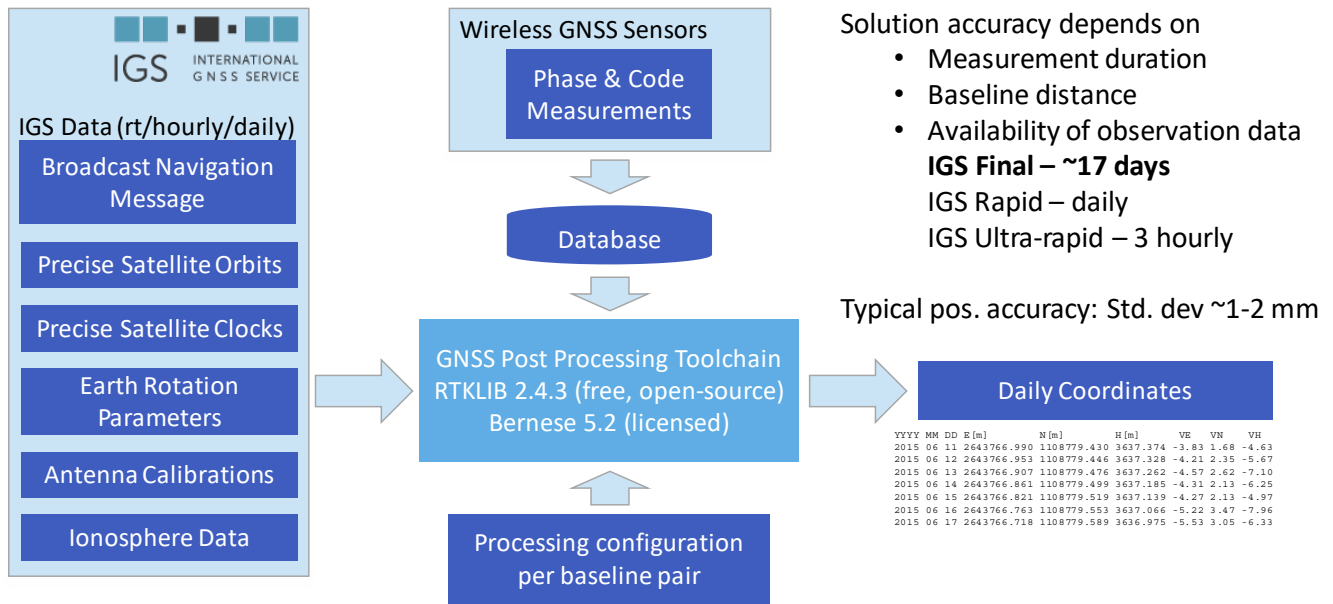 IGS
INTERNATIONAL
GNSS SERVICE
IGS Data (rt/hourly/daily)
Broadcast Navigation
Message
Precise Satellite Orbits
Precise Satellite Clocks
Earth Rotation
Parameters
Antenna Calibrations
Ionosphere Data
Wireless GNSS Sensors
Phase & Code
Measurements
Database
GNSS Post Processing Toolchain
RTKLIB 2.4.3 (free, open-source)
Bernese 5.2 (licensed)
Processing configuration
per baseline pair
Solution accuracy depends on
• Measurement duration
• Baseline distance
• Availability of observation data
IGS Final – ~17 days
IGS Rapid – daily
IGS Ultra-rapid – 3 hourly
Typical pos. accuracy: Std. dev ~1-2 mm
Daily Coordinates
YYYY MM DD E[m] N[m] H[m] VE VN VH
2015 06 11 2643766.990 1108779.430 3637.374 -3.83 1.68 -4.63
2015 06 12 2643766.953 1108779.446 3637.328 -4.21 2.35 -5.67
2015 06 13 2643766.907 1108779.476 3637.262 -4.57 2.62 -7.10
2015 06 14 2643766.861 1108779.499 3637.185 -4.31 2.13 -6.25
2015 06 15 2643766.821 1108779.519 3637.139 -4.27 2.13 -4.97
2015 06 16 2643766.763 1108779.553 3637.066 -5.22 3.47 -7.96
2015 06 17 2643766.718 1108779.589 3636.975 -5.53 3.05 -6.33